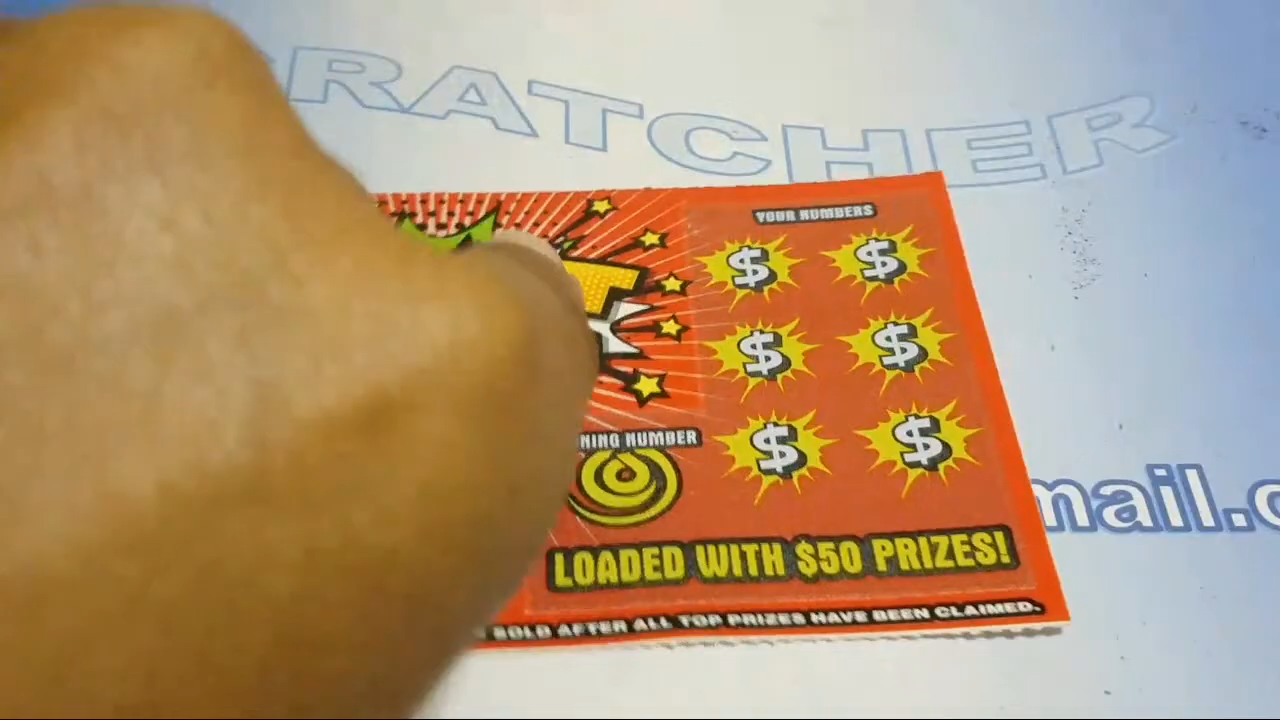 RATCHER
YOUR NUMBERS
$ $
$ $
$ $
NING NUMBER
LOADED WITH $50 PRIZES!
SOLD AFTER ALL TOP PRIZES HAVE BEEN CLAIMED.
mail.c